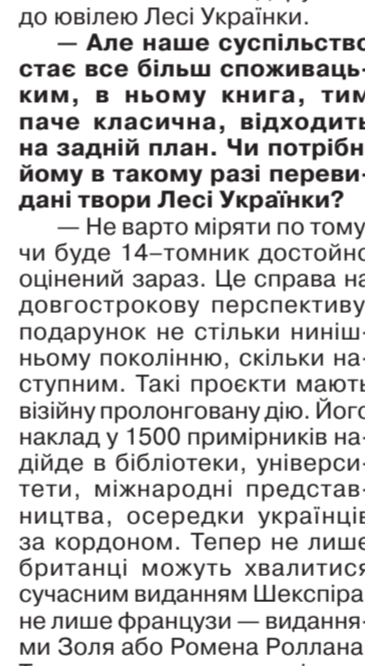 до ювілею Лесі Українки.
— Але наше суспільство
стає все більш споживаць-
ким, в ньому книга, тим
паче класична, відходить
на задній план. Чи потрібні
йому в такому разі переви-
дані твори Лесі Українки?
— Не варто міряти по тому,
чи буде 14–томник достойно
оцінений зараз. Це справа на
довгострокову перспективу,
подарунок не стільки ниніш-
ньому поколінню, скільки на-
ступним. Такі проєкти мають
візійну пролонговану дію. Його
наклад у 1500 примірників на-
дійде в бібліотеки, універси-
тети, міжнародні представ-
ництва, осередки українців
за кордоном. Тепер не лише
британці можуть хвалитися
сучасним виданням Шекспіра,
не лише французи — видання-
ми Золя або Ромена Роллана.